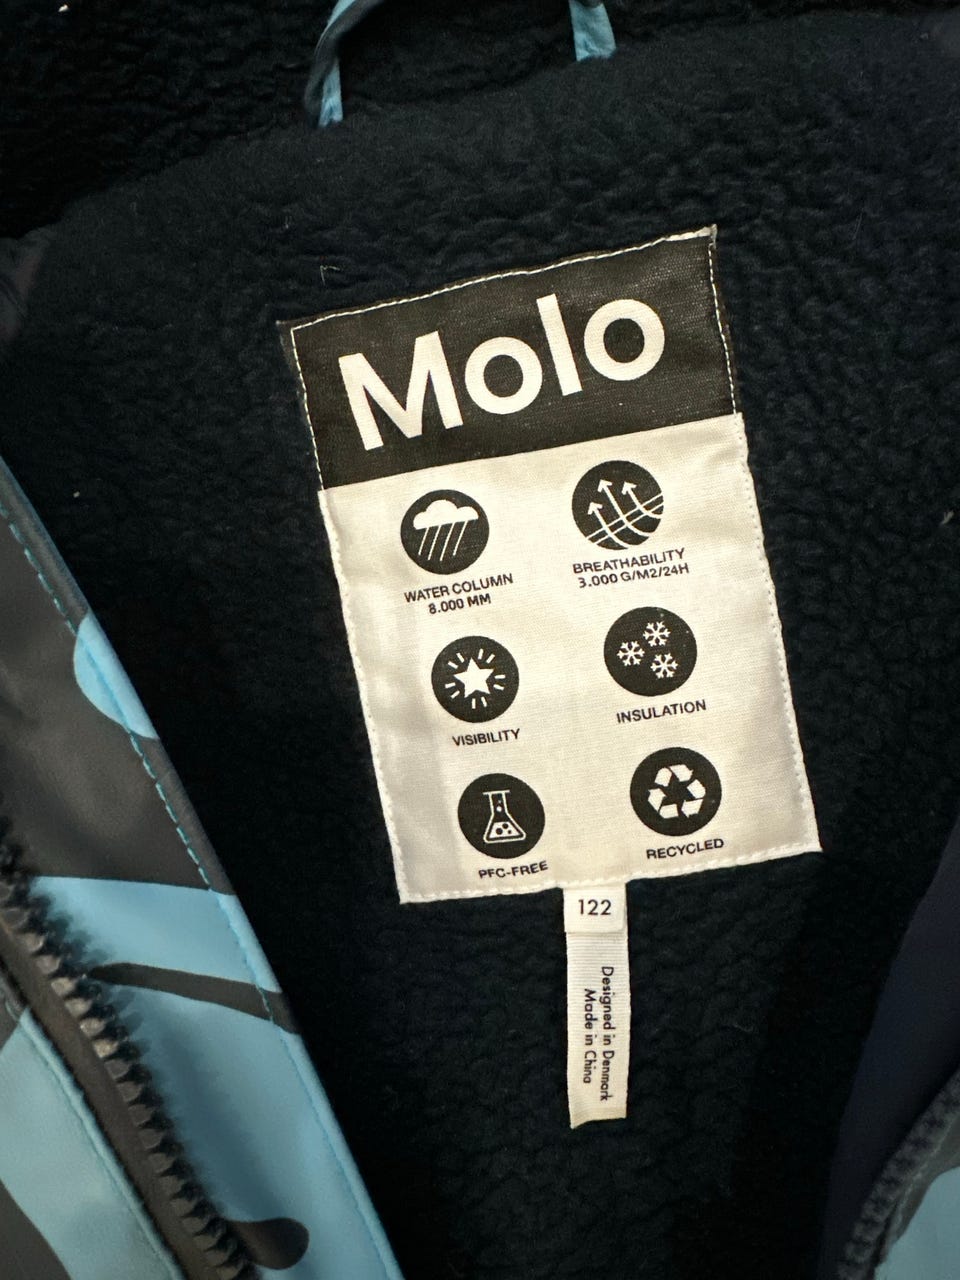 Molo
WATER COLUMN
8.000 MM
BREATHABILITY
3.000 G/M2/24H
VISIBILITY
INSULATION
PFC-FREE
RECYCLED
122
Designed in Denmark
Made in China